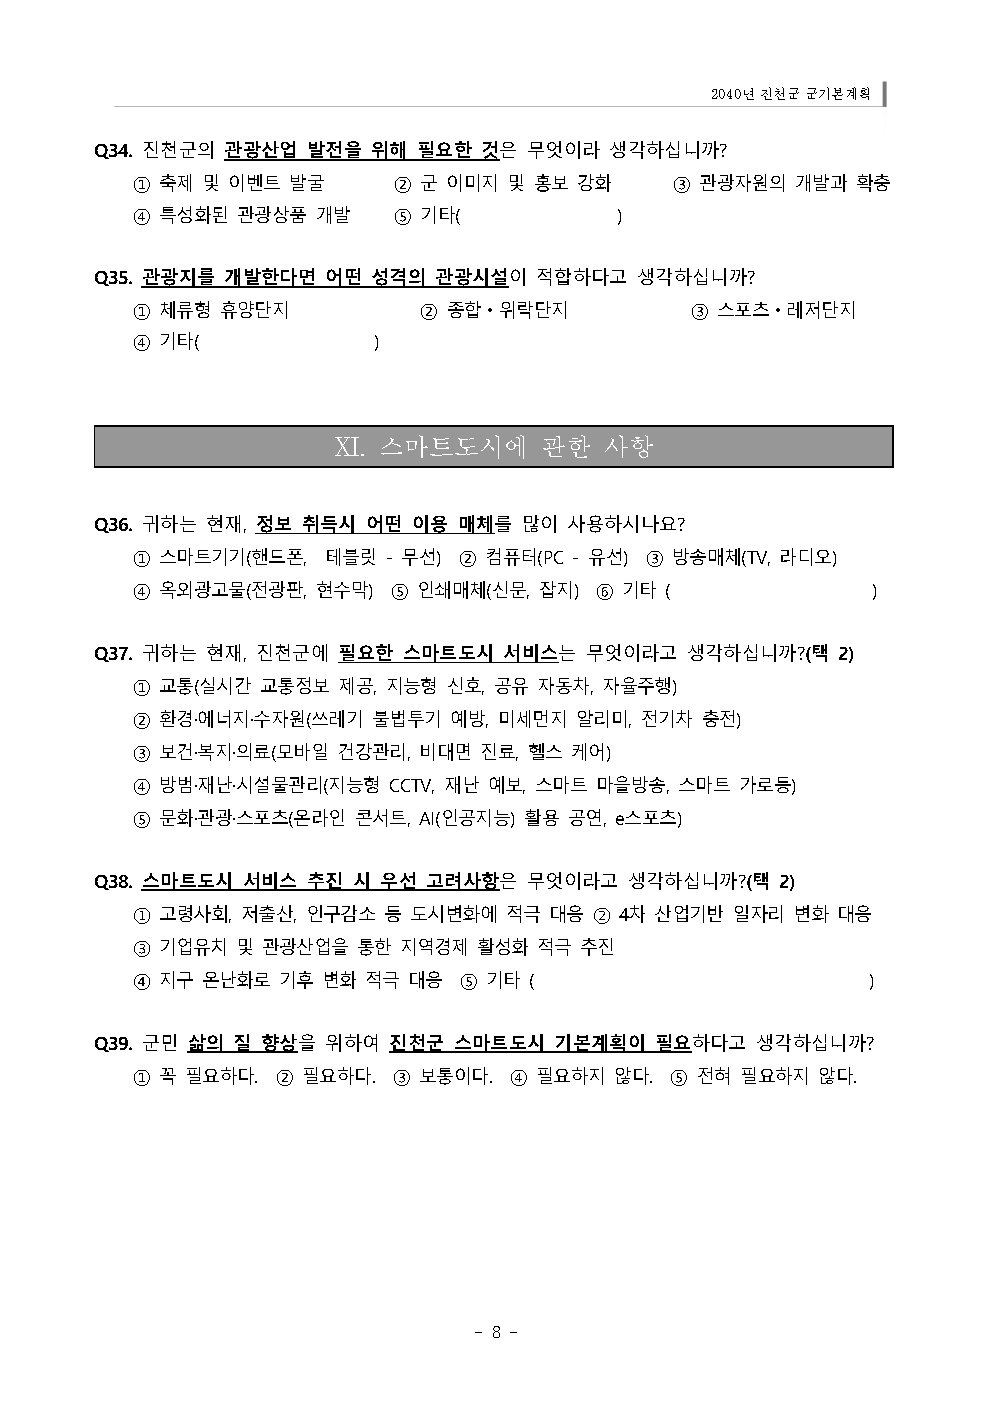 2040년 진천군 군기본계획
Q34. 진천군의 관광산업 발전을 위해 필요한 것은 무엇이라 생각하십니까?
① 축제 및 이벤트 발굴 ② 군 이미지 및 홍보 강화 ③ 관광자원의 개발과 확충
④ 특성화된 관광상품 개발 ⑤ 기타( )
Q35. 관광지를 개발한다면 어떤 성격의 관광시설이 적합하다고 생각하십니까?
① 체류형 휴양단지 ② 종합・위락단지 ③ 스포츠・레저단지
④ 기타( )
XI. 스마트도시에 관한 사항
Q36. 귀하는 현재, 정보 취득시 어떤 이용 매체를 많이 사용하시나요?
① 스마트기기(핸드폰, 테블릿 - 무선) ② 컴퓨터(PC - 유선) ③ 방송매체(TV, 라디오)
④ 옥외광고물(전광판, 현수막) ⑤ 인쇄매체(신문, 잡지) ⑥ 기타 ( )
Q37. 귀하는 현재, 진천군에 필요한 스마트도시 서비스는 무엇이라고 생각하십니까?(택 2)
① 교통(실시간 교통정보 제공, 지능형 신호, 공유 자동차, 자율주행)
② 환경·에너지·수자원(쓰레기 불법투기 예방, 미세먼지 알리미, 전기차 충전)
③ 보건·복지·의료(모바일 건강관리, 비대면 진료, 헬스 케어)
④ 방범·재난·시설물관리(지능형 CCTV, 재난 예보, 스마트 마을방송, 스마트 가로등)
⑤ 문화·관광·스포츠(온라인 콘서트, AI(인공지능) 활용 공연, e스포츠)
Q38. 스마트도시 서비스 추진 시 우선 고려사항은 무엇이라고 생각하십니까?(택 2)
① 고령사회, 저출산, 인구감소 등 도시변화에 적극 대응 ② 4차 산업기반 일자리 변화 대응
③ 기업유치 및 관광산업을 통한 지역경제 활성화 적극 추진
④ 지구 온난화로 기후 변화 적극 대응 ⑤ 기타 ( )
Q39. 군민 삶의 질 향상을 위하여 진천군 스마트도시 기본계획이 필요하다고 생각하십니까?
① 꼭 필요하다. ② 필요하다. ③ 보통이다. ④ 필요하지 않다. ⑤ 전혀 필요하지 않다.
- 8 -